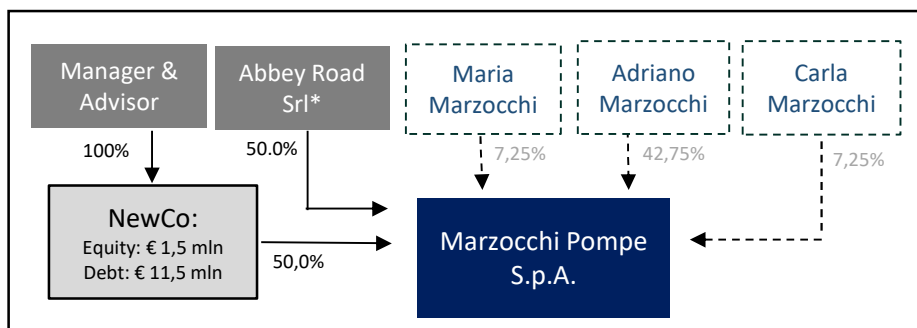 Manager &
Advisor
Abbey Road
Srl*
Maria
Marzocchi
Adriano
Marzocchi
Carla
Marzocchi
100%
50.0%
7,25%
42,75%
7,25%
NewCo:
Equity: € 1,5 mln
Debt: € 11,5 mln
50,0%
Marzocchi Pompe
S.p.A.